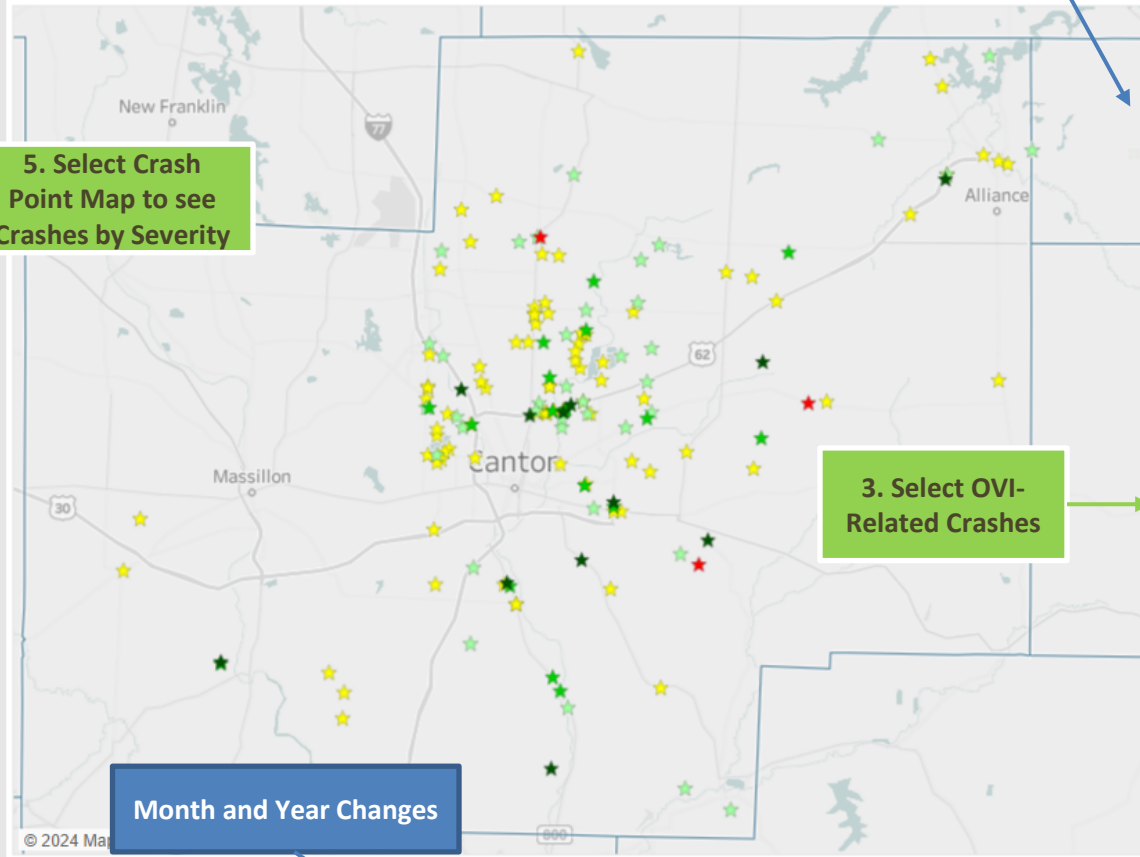 New Franklin
77
5. Select Crash
Point Map to see
Crashes by Severity
Alliance
62
Canton
Massillon
30
3. Select OVI-
Related Crashes
Month and Year Changes
© 2024 Map
800